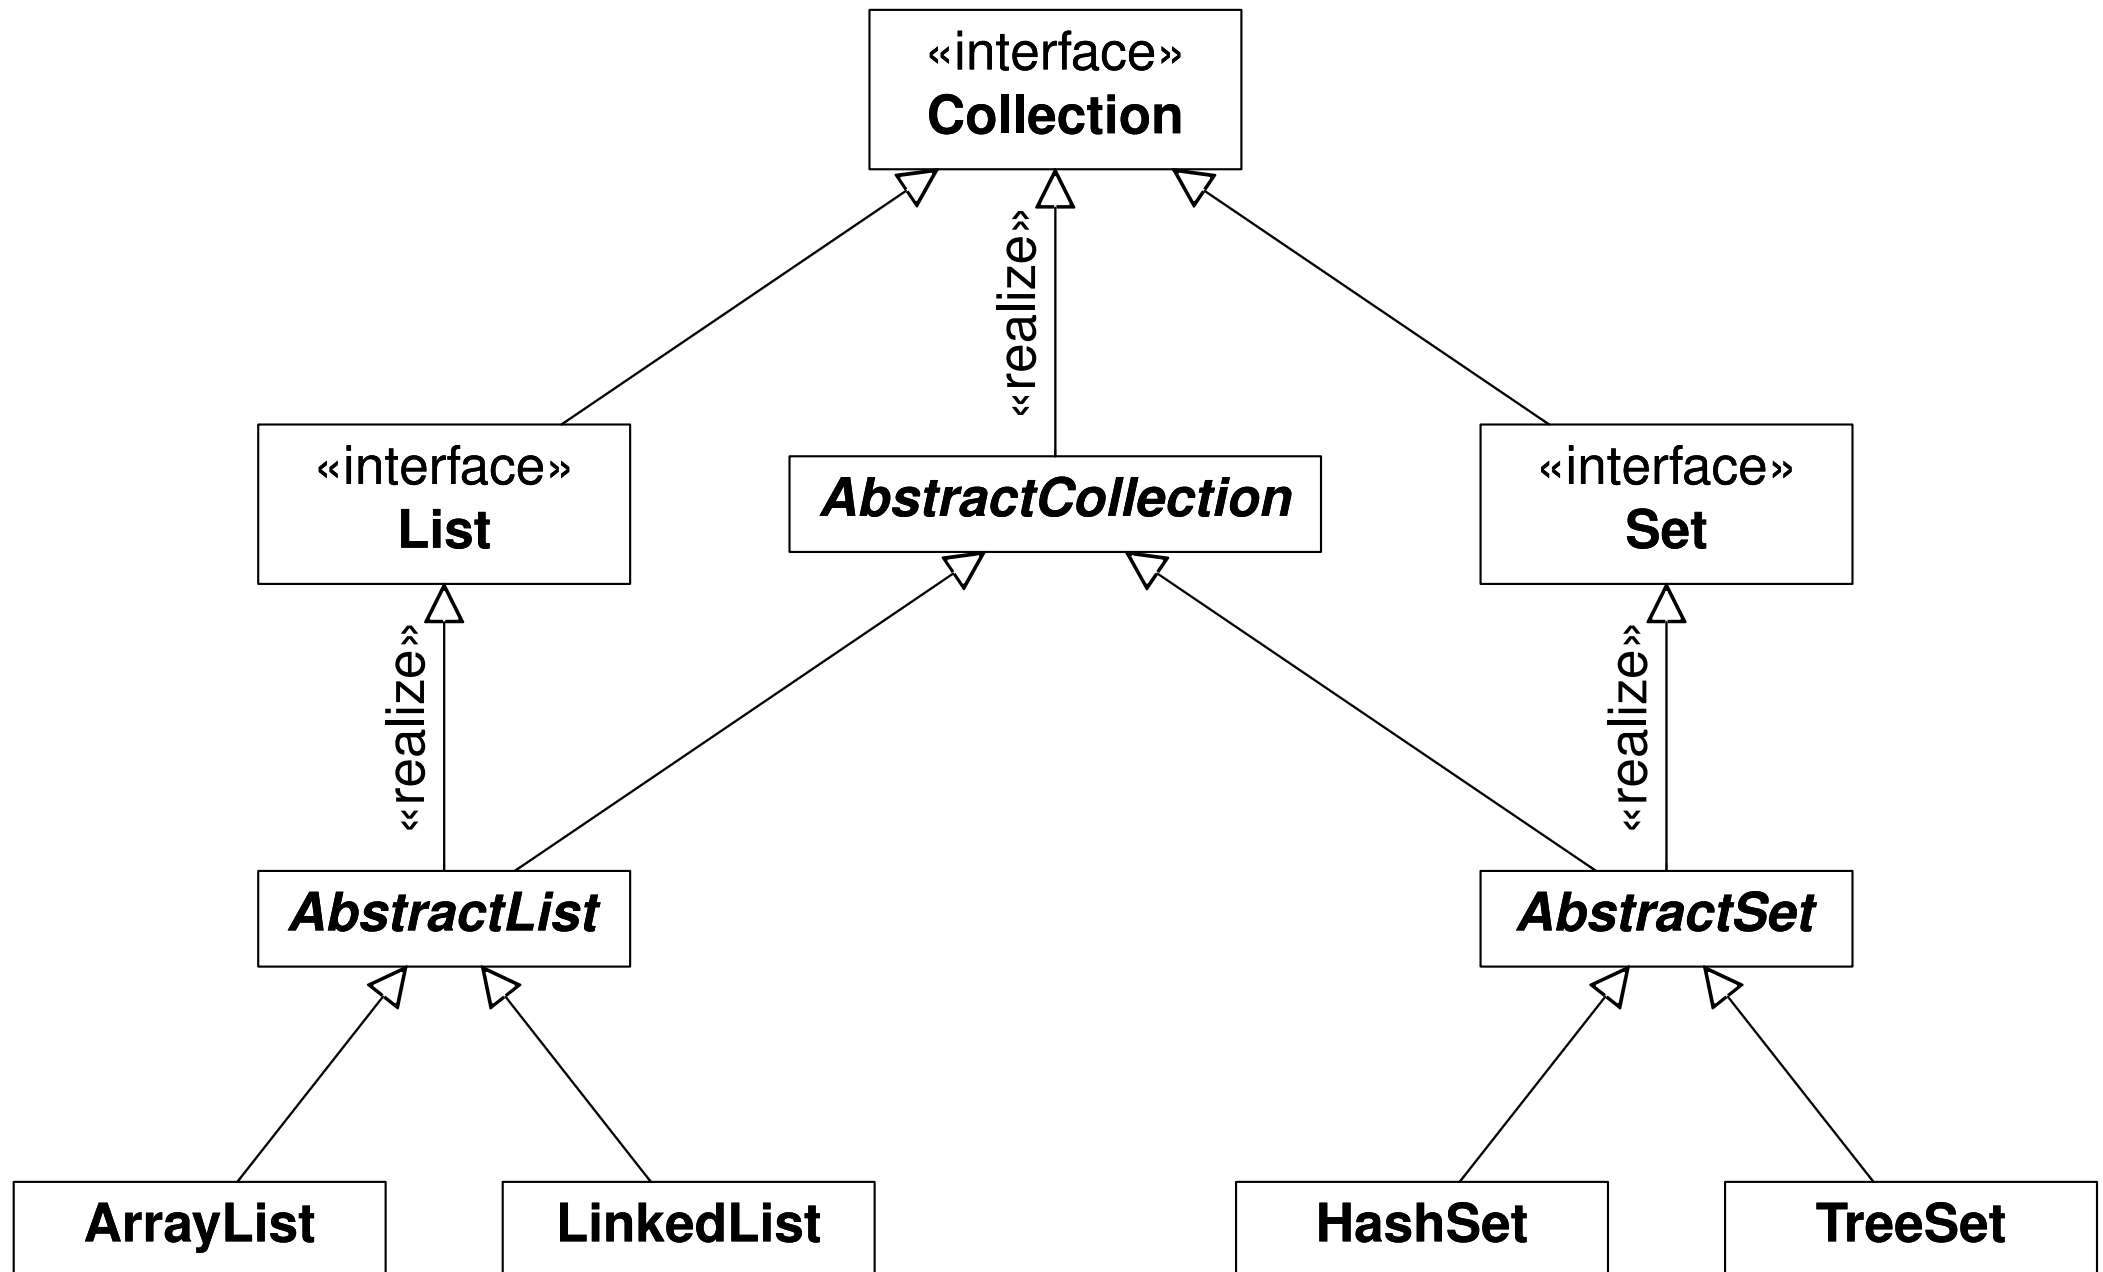 «interface»
Collection
«realize»
«interface»
List
AbstractCollection
«interface»
Set
«realize»
«realize»
AbstractList
AbstractSet
ArrayList
LinkedList
HashSet
TreeSet